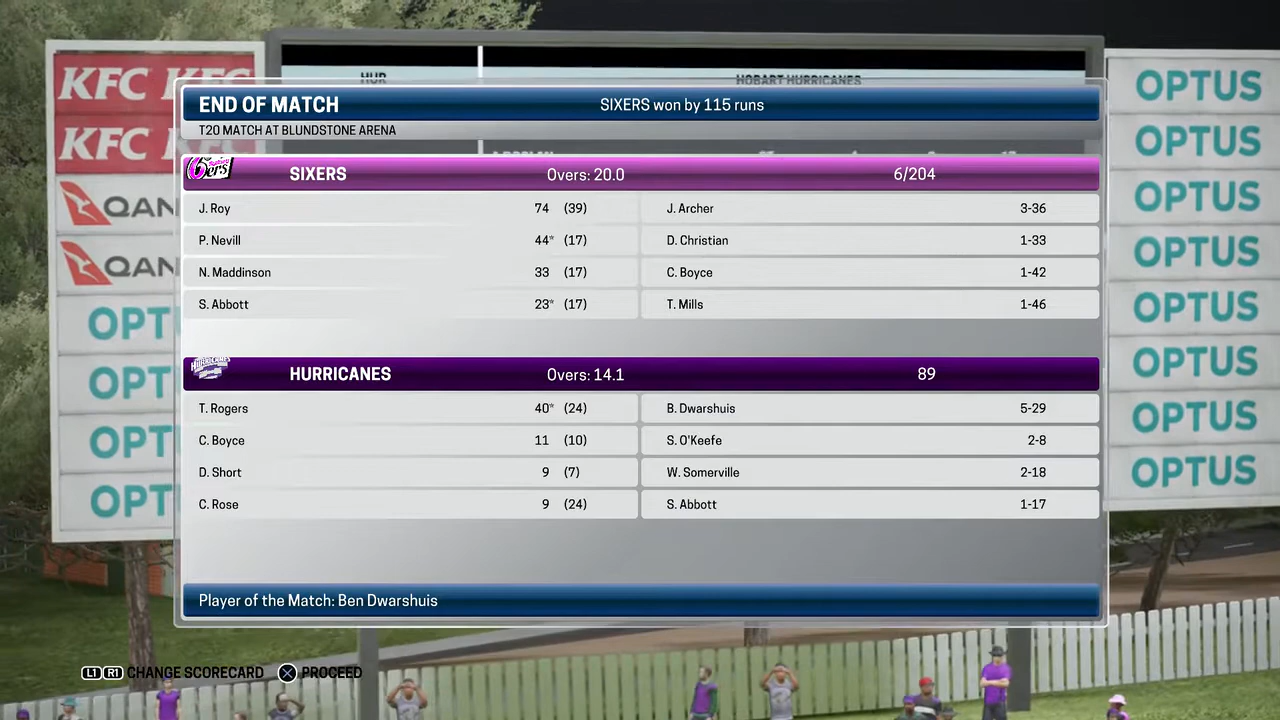 KFC KFC
HUR HOBART HURRICANES
OPTUS
END OF MATCH SIXERS won by 115 runs
KFC
T20 MATCH AT BLUNDSTONE ARENA
OPTUS
6ers SIXERS Overs: 20.0 6/204
QAN
OPTUS
J. Roy 74 (39) J. Archer 3-36
P. Nevill 44* (17) D. Christian 1-33
QAN
OPTUS
N. Maddinson 33 (17) C. Boyce 1-42
S. Abbott 23* (17) T. Mills 1-46
OPTUS
OPT
HURRICANES HURRICANES Overs: 14.1 89
OPTUS
OPT
T. Rogers 40* (24) B. Dwarshuis 5-29
OPTUS
C. Boyce 11 (10) S. O'Keefe 2-8
OPT
D. Short 9 (7) W. Somerville 2-18
OPTUS
C. Rose 9 (24) S. Abbott 1-17
OPT
Player of the Match: Ben Dwarshuis
L1 R1 CHANGE SCORECARD X PROCEED